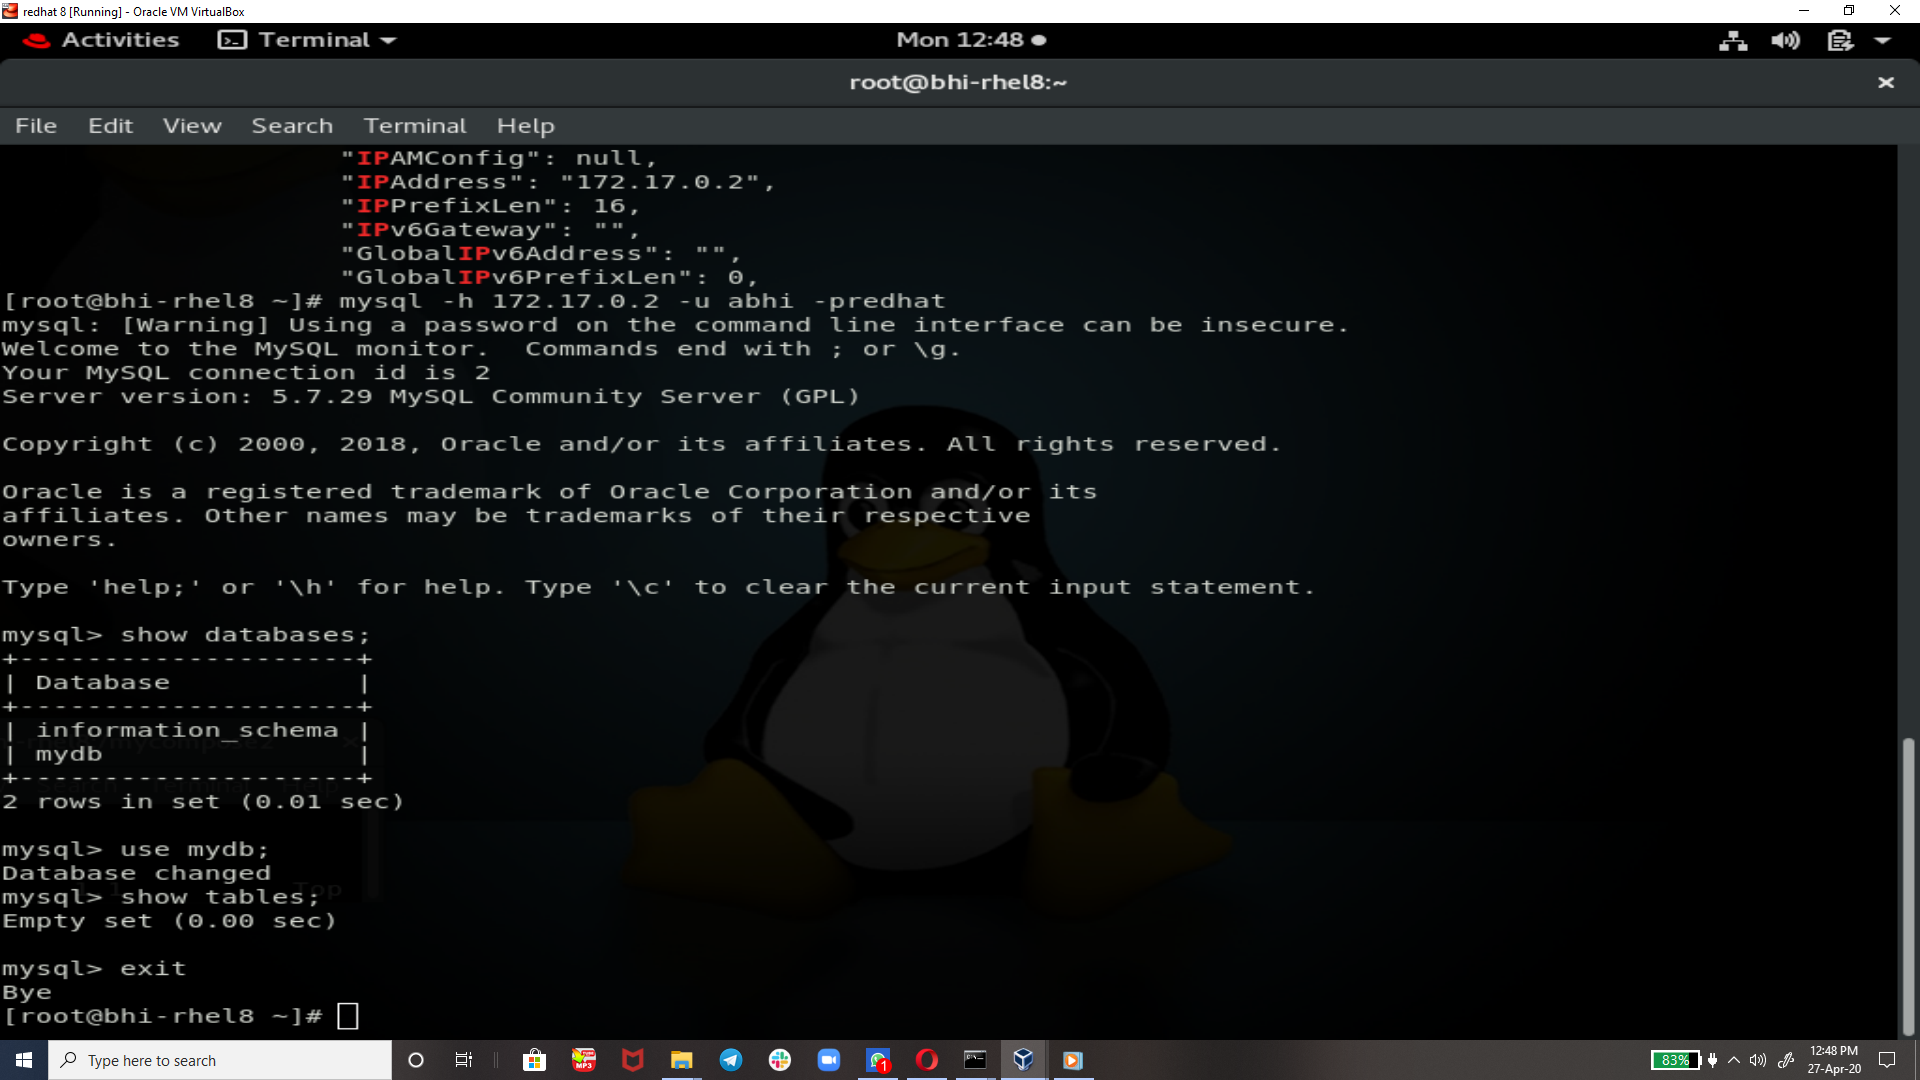 redhat 8 [Running] - Oracle VM VirtualBox
Activities Terminal Mon 12:48
root@bhi-rhel8:~
File Edit View Search Terminal Help
"IPAMConfig": null,
"IPAddress": "172.17.0.2",
"IPPrefixLen": 16,
"IPv6Gateway": "",
"GlobalIPv6Address": "",
"GlobalIPv6PrefixLen": 0,
[root@bhi-rhel8 ~]# mysql -h 172.17.0.2 -u abhi -predhat
mysql: [Warning] Using a password on the command line interface can be insecure.
Welcome to the MySQL monitor.  Commands end with ; or \g.
Your MySQL connection id is 2
Server version: 5.7.29 MySQL Community Server (GPL)
Copyright (c) 2000, 2018, Oracle and/or its affiliates. All rights reserved.
Oracle is a registered trademark of Oracle Corporation and/or its
affiliates. Other names may be trademarks of their respective
owners.
Type 'help;' or '\h' for help. Type '\c' to clear the current input statement.
mysql> show databases;
+--------------------+
| Database           |
+--------------------+
| information_schema |
| mydb               |
+--------------------+
2 rows in set (0.01 sec)
mysql> use mydb;
Database changed
mysql> show tables;
Empty set (0.00 sec)
mysql> exit
Bye
[root@bhi-rhel8 ~]#
Type here to search
MP3
1
83%
12:48 PM
27-Apr-20